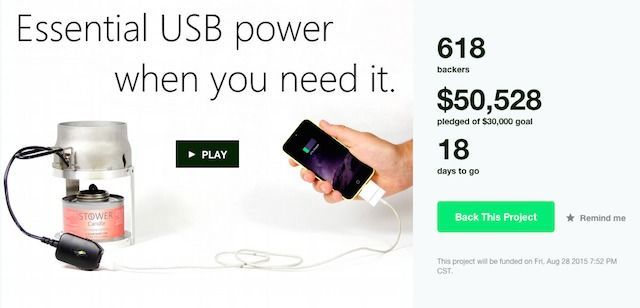 Essential USB power
when you need it.
PLAY
STOWER
Candle
618
backers
$50,528
pledged of $30,000 goal
18
days to go
Back This Project
Remind me
This project will be funded on Fri, Aug 28 2015 7:52 PM
CST.